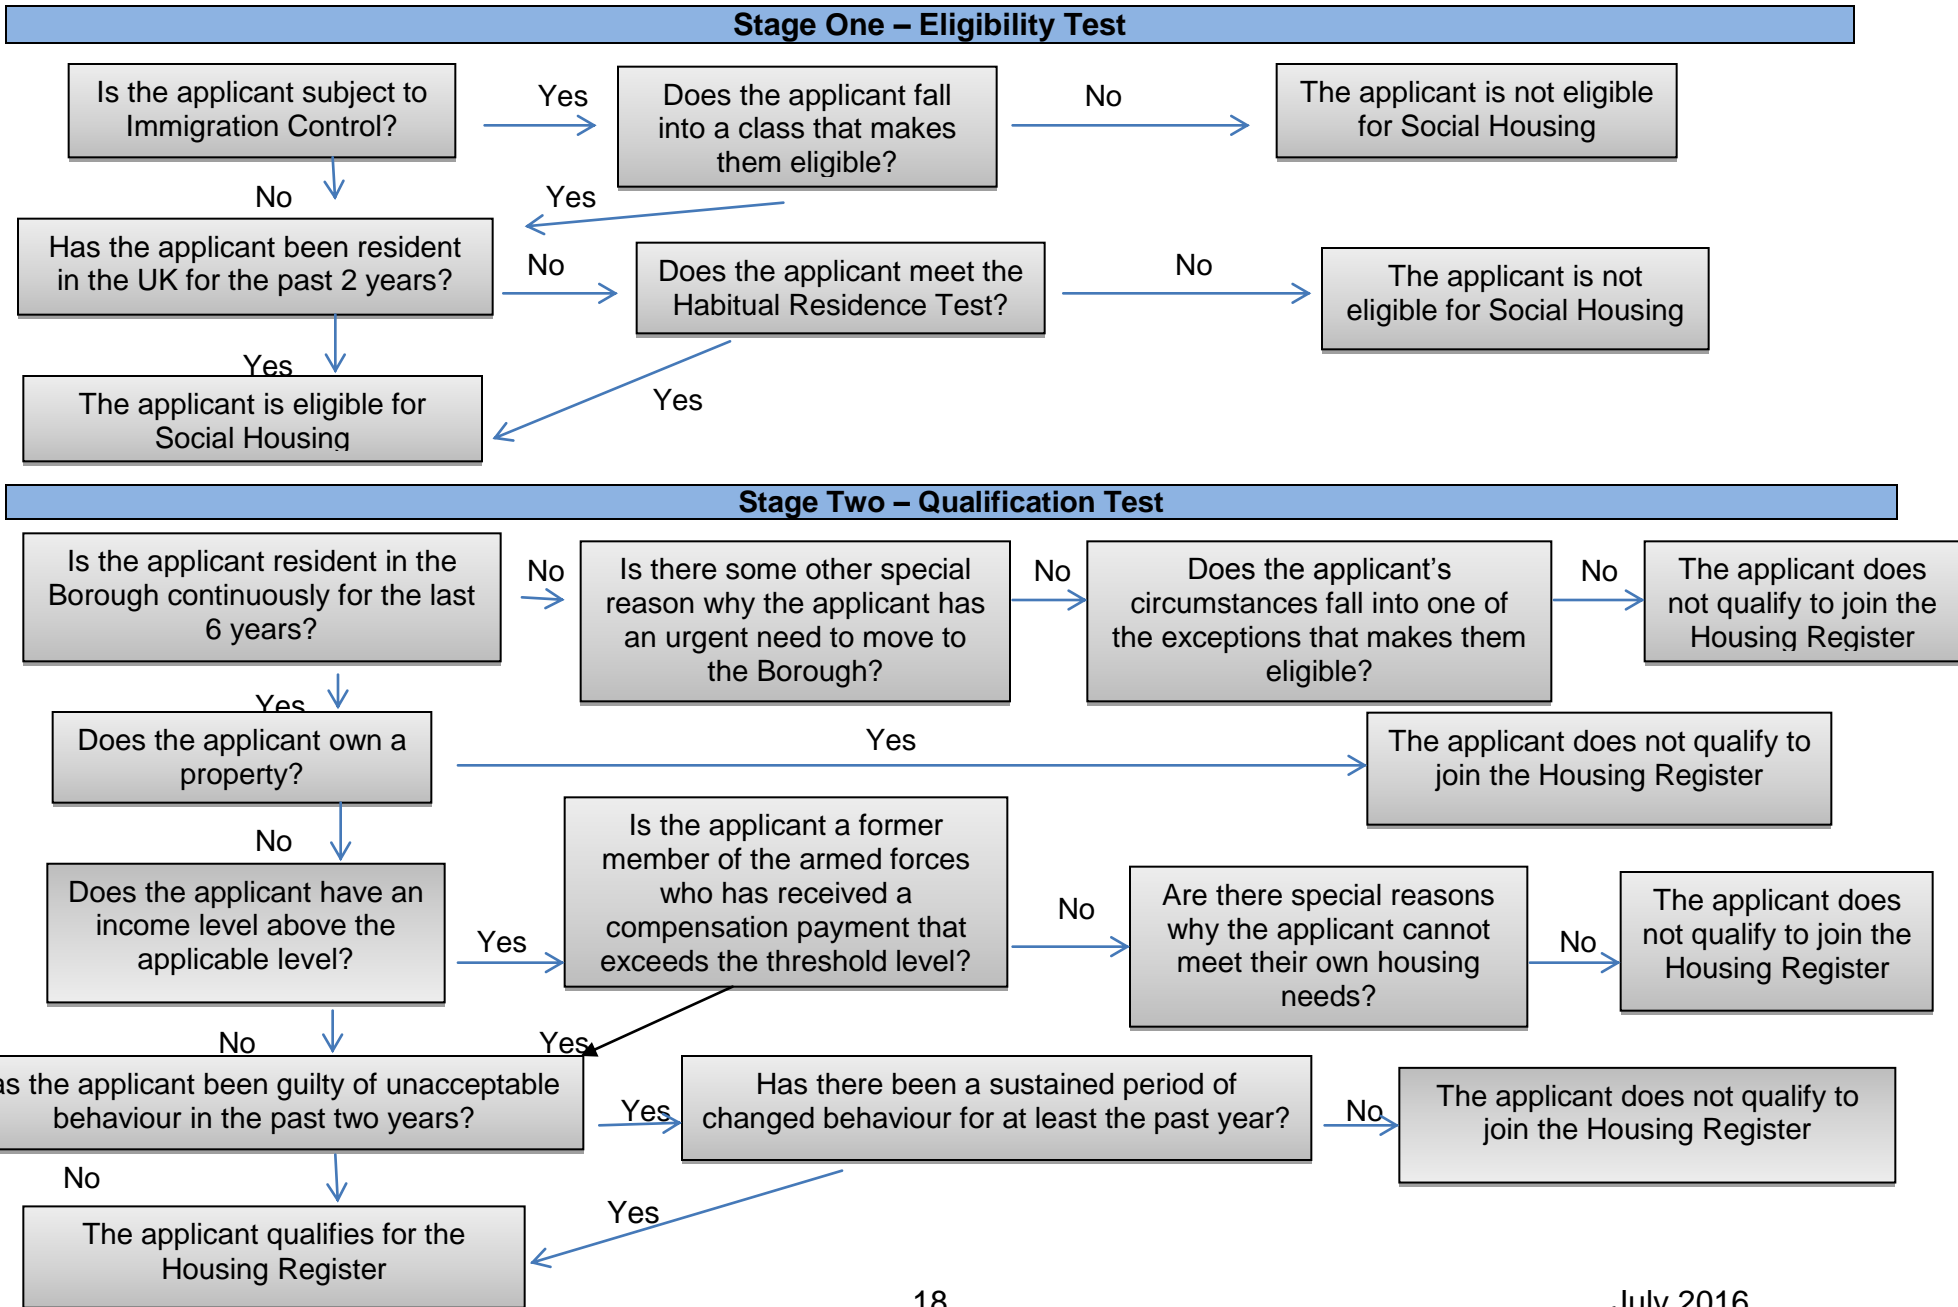 Stage One – Eligibility Test
Is the applicant subject to
Immigration Control?
Yes
Does the applicant fall
into a class that makes
them eligible?
No
The applicant is not eligible
for Social Housing
No
Yes
Has the applicant been resident
in the UK for the past 2 years?
No
Does the applicant meet the
Habitual Residence Test?
No
The applicant is not
eligible for Social Housing
Yes
Yes
The applicant is eligible for
Social Housing
Stage Two – Qualification Test
Is the applicant resident in the
Borough continuously for the last
6 years?
No
Is there some other special
reason why the applicant has
an urgent need to move to
the Borough?
No
Does the applicant's
circumstances fall into one of
the exceptions that makes them
eligible?
No
The applicant does
not qualify to join the
Housing Register
Yes
Does the applicant own a
property?
Yes
The applicant does not qualify to
join the Housing Register
No
Does the applicant have an
income level above the
applicable level?
Yes
Is the applicant a former
member of the armed forces
who has received a
compensation payment that
exceeds the threshold level?
No
Are there special reasons
why the applicant cannot
meet their own housing
needs?
No
The applicant does
not qualify to join the
Housing Register
No
Yes
as the applicant been guilty of unacceptable
behaviour in the past two years?
Yes
Has there been a sustained period of
changed behaviour for at least the past year?
No
The applicant does not qualify to
join the Housing Register
No
Yes
The applicant qualifies for the
Housing Register
18
July 2016